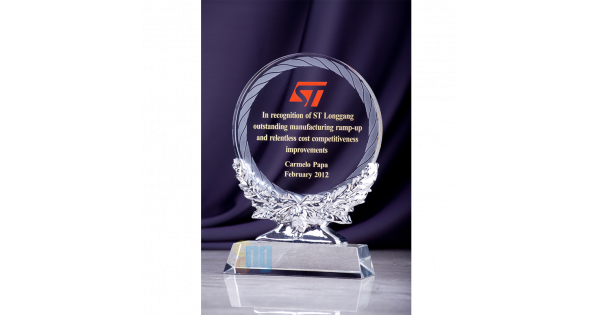 ST
In recognition of ST Longgang
outstanding manufacturing ramp-up
and relentless cost competitiveness
improvements
Carmelo Papa
February 2012